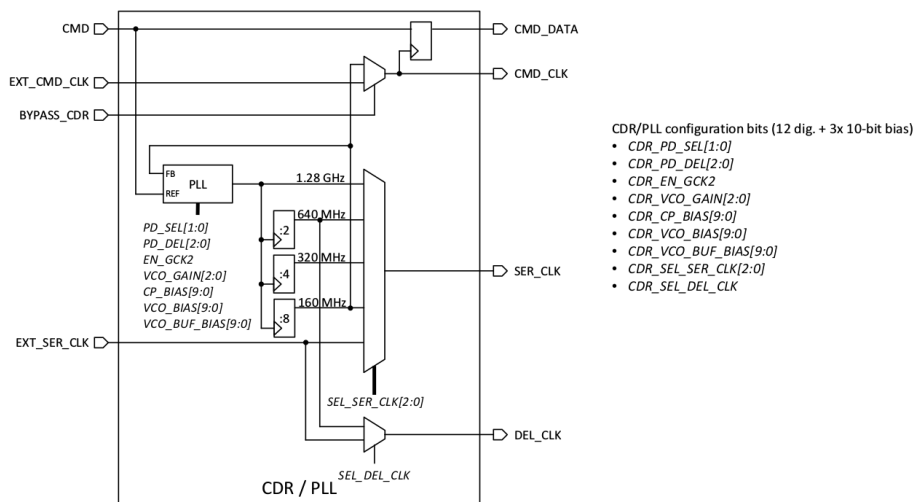 CMD
CMD_DATA
EXT_CMD_CLK
CMD_CLK
BYPASS_CDR
FB
PLL
REF
1.28 GHz
:2
640 MHz
:4
320 MHz
:8
160 MHz
PD_SEL[1:0]
PD_DEL[2:0]
EN_GCK2
VCO_GAIN[2:0]
CP_BIAS[9:0]
VCO_BIAS[9:0]
VCO_BUF_BIAS[9:0]
SER_CLK
EXT_SER_CLK
SEL_SER_CLK[2:0]
DEL_CLK
SEL_DEL_CLK
CDR / PLL
CDR/PLL configuration bits (12 dig. + 3x 10-bit bias)
• CDR_PD_SEL[1:0]
• CDR_PD_DEL[2:0]
• CDR_EN_GCK2
• CDR_VCO_GAIN[2:0]
• CDR_CP_BIAS[9:0]
• CDR_VCO_BIAS[9:0]
• CDR_VCO_BUF_BIAS[9:0]
• CDR_SEL_SER_CLK[2:0]
• CDR_SEL_DEL_CLK